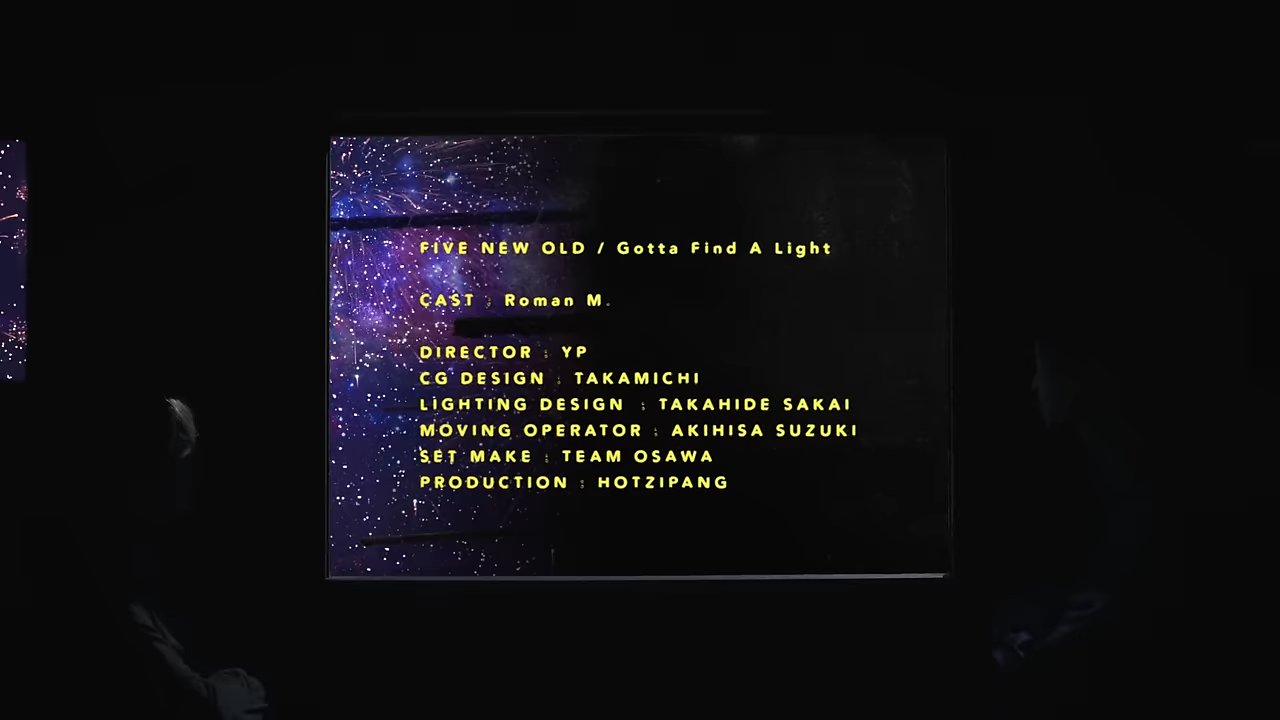 FIVE NEW OLD / Gotta Find A Light
CAST : Roman M.
DIRECTOR : YP
CG DESIGN : TAKAMICHI
LIGHTING DESIGN : TAKAHIDE SAKAI
MOVING OPERATOR : AKIHISA SUZUKI
SET MAKE : TEAM OSAWA
PRODUCTION : HOTZIPANG